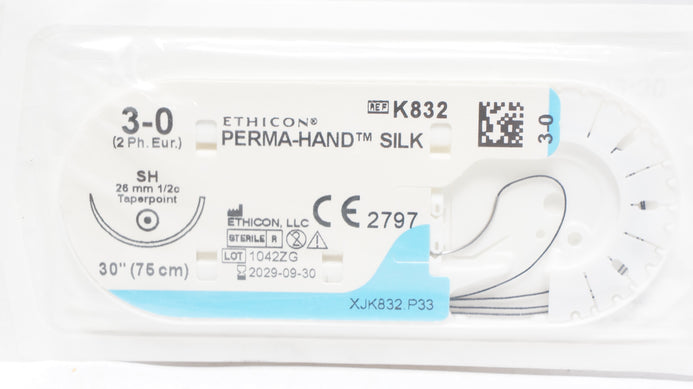 3-0
(2 Ph. Eur.)
ETHICON®
PERMA-HAND™ SILK
REF K832
3-0
SH
26 mm 1/2c
Taperpoint
ETHICON, LLC
CE 2797
STERILE R
LOT 1042ZG
2029-09-30
30" (75 cm)
XJK832.P33